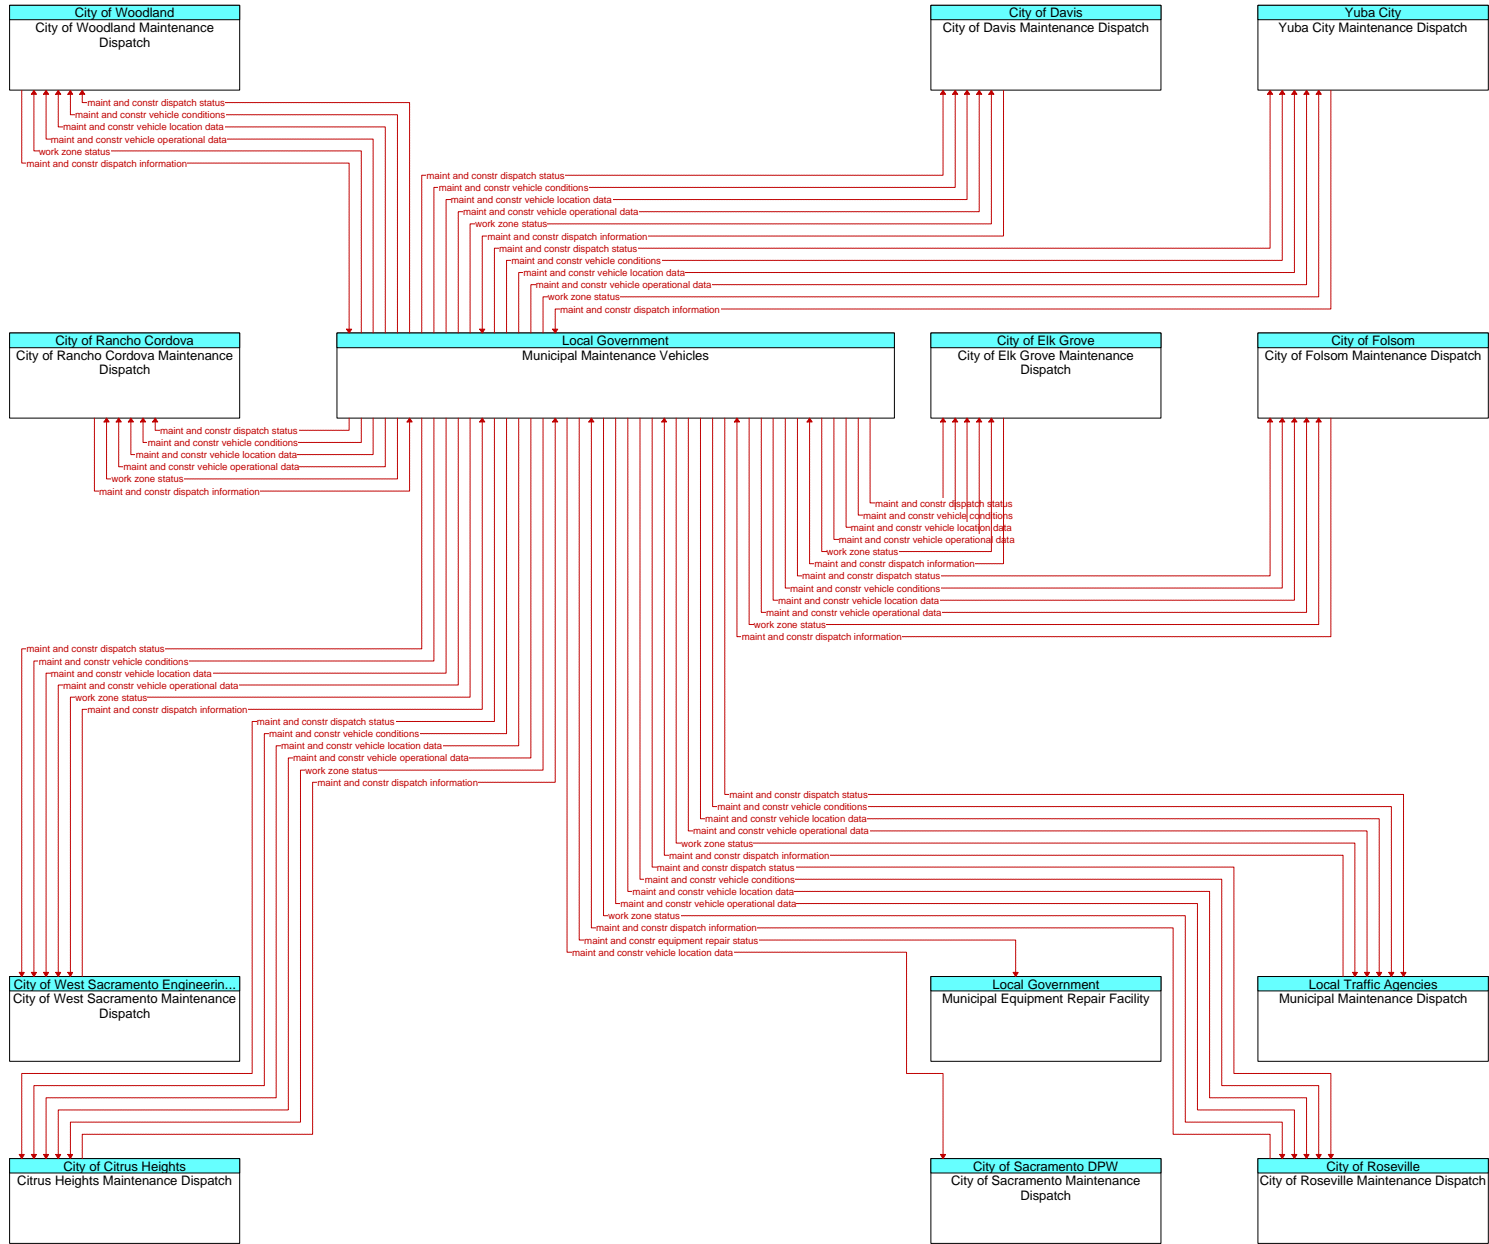 City of Woodland
City of Woodland Maintenance
Dispatch
City of Davis
City of Davis Maintenance Dispatch
Yuba City
Yuba City Maintenance Dispatch
maint and constr dispatch status
maint and constr vehicle conditions
maint and constr vehicle location data
maint and constr vehicle operational data
work zone status
maint and constr dispatch information
maint and constr dispatch status
maint and constr vehicle conditions
maint and constr vehicle location data
maint and constr vehicle operational data
work zone status
maint and constr dispatch information
maint and constr dispatch status
maint and constr vehicle conditions
maint and constr vehicle location data
maint and constr vehicle operational data
work zone status
maint and constr dispatch information
City of Rancho Cordova
City of Rancho Cordova Maintenance
Dispatch
Local Government
Municipal Maintenance Vehicles
City of Elk Grove
City of Elk Grove Maintenance
Dispatch
City of Folsom
City of Folsom Maintenance Dispatch
maint and constr dispatch status
maint and constr vehicle conditions
maint and constr vehicle location data
maint and constr vehicle operational data
work zone status
maint and constr dispatch information
maint and constr dispatch status
maint and constr vehicle conditions
maint and constr vehicle location data
maint and constr vehicle operational data
work zone status
maint and constr dispatch information
maint and constr dispatch status
maint and constr vehicle conditions
maint and constr vehicle location data
maint and constr vehicle operational data
work zone status
maint and constr dispatch information
maint and constr dispatch status
maint and constr vehicle conditions
maint and constr vehicle location data
maint and constr vehicle operational data
work zone status
maint and constr dispatch information
maint and constr dispatch status
maint and constr vehicle conditions
maint and constr vehicle location data
maint and constr vehicle operational data
work zone status
maint and constr dispatch information
maint and constr dispatch status
maint and constr vehicle conditions
maint and constr vehicle location data
maint and constr vehicle operational data
work zone status
maint and constr dispatch information
maint and constr dispatch status
maint and constr vehicle conditions
maint and constr vehicle location data
maint and constr vehicle operational data
work zone status
maint and constr dispatch information
maint and constr equipment repair status
maint and constr vehicle location data
City of West Sacramento Engineerin...
City of West Sacramento Maintenance
Dispatch
Local Government
Municipal Equipment Repair Facility
Local Traffic Agencies
Municipal Maintenance Dispatch
City of Citrus Heights
Citrus Heights Maintenance Dispatch
City of Sacramento DPW
City of Sacramento Maintenance
Dispatch
City of Roseville
City of Roseville Maintenance Dispatch